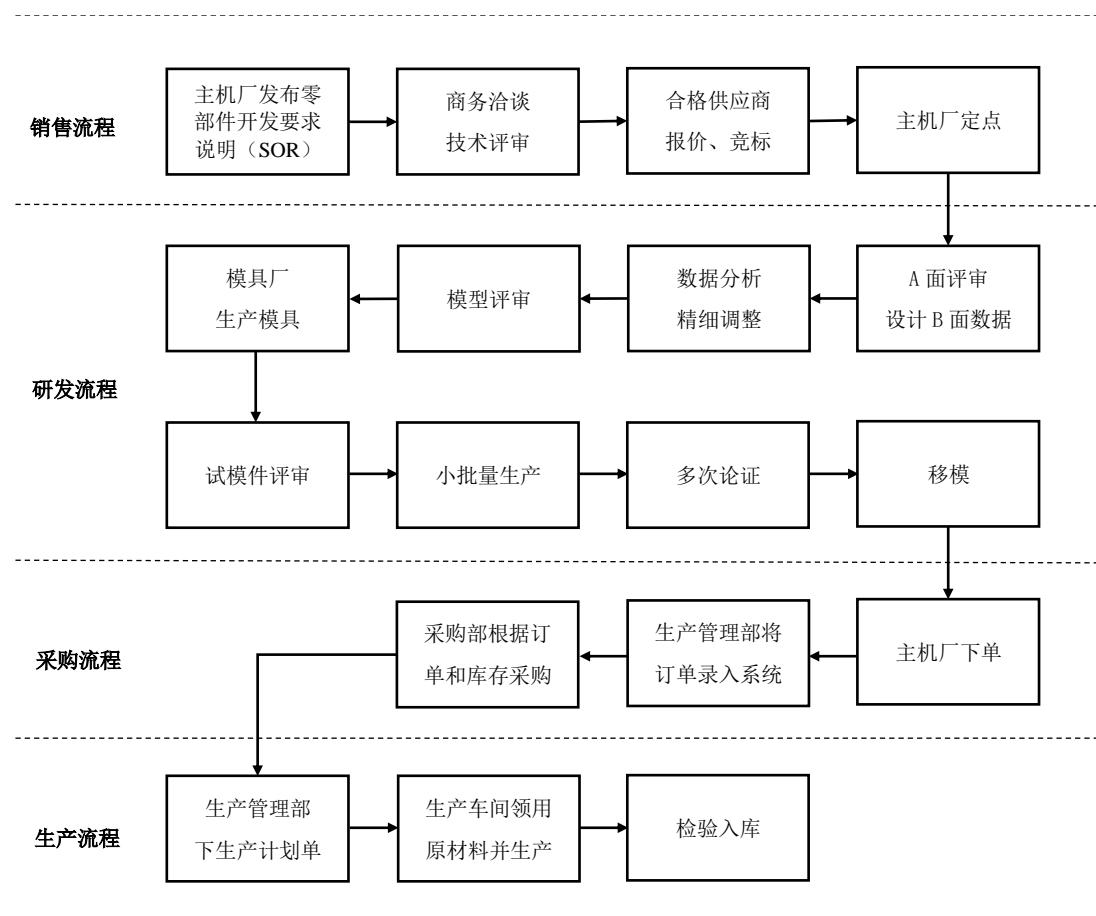 销售流程
主机厂发布零
部件开发要求
说明（SOR）
商务洽谈
技术评审
合格供应商
报价、竞标
主机厂定点
研发流程
A 面评审
设计 B 面数据
数据分析
精细调整
模型评审
模具厂
生产模具
试模件评审
小批量生产
多次论证
移模
采购流程
主机厂下单
生产管理部将
订单录入系统
采购部根据订
单和库存采购
生产流程
生产管理部
下生产计划单
生产车间领用
原材料并生产
检验入库